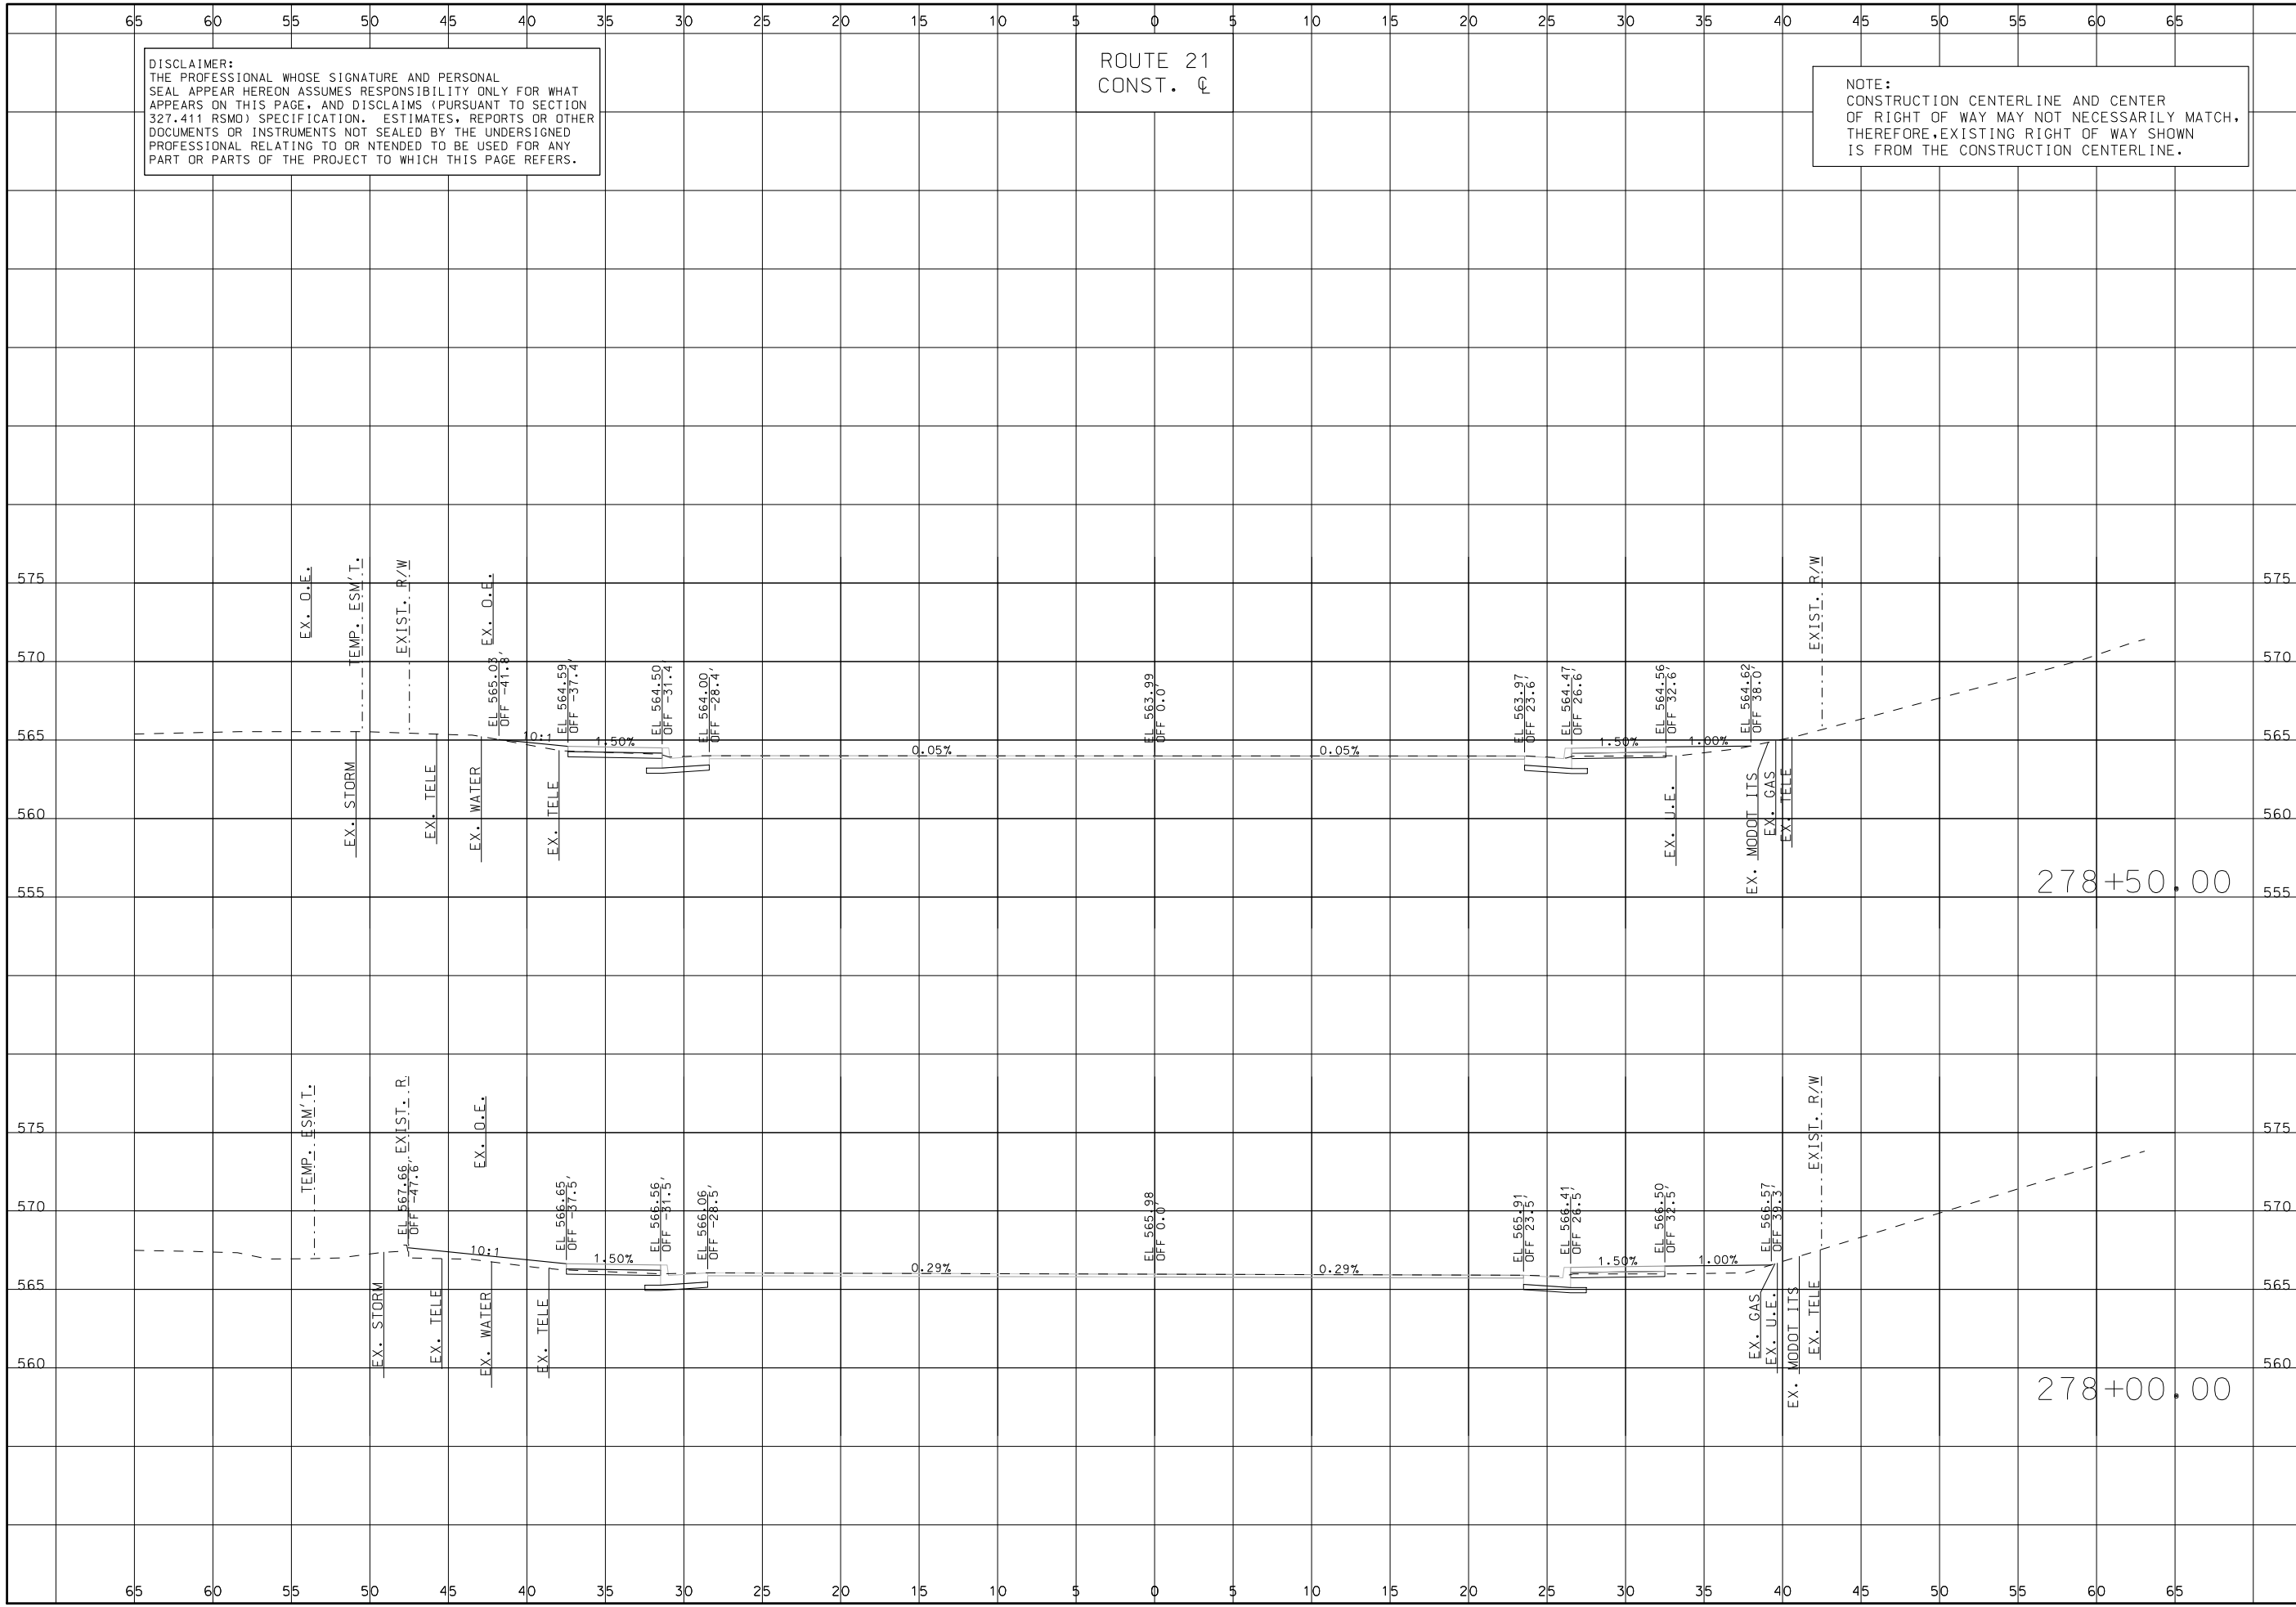 65 60 55 50 45 40 35 30 25 20 15 10 5 0 5 10 15 20 25 30 35 40 45 50 55 60 65
DISCLAIMER:
THE PROFESSIONAL WHOSE SIGNATURE AND PERSONAL
SEAL APPEAR HEREON ASSUMES RESPONSIBILITY ONLY FOR WHAT
APPEARS ON THIS PAGE, AND DISCLAIMS (PURSUANT TO SECTION
327.411 RSMO) SPECIFICATION. ESTIMATES, REPORTS OR OTHER
DOCUMENTS OR INSTRUMENTS NOT SEALED BY THE UNDERSIGNED
PROFESSIONAL RELATING TO OR NTENDED TO BE USED FOR ANY
PART OR PARTS OF THE PROJECT TO WHICH THIS PAGE REFERS.
ROUTE 21
CONST. ℄
NOTE:
CONSTRUCTION CENTERLINE AND CENTER
OF RIGHT OF WAY MAY NOT NECESSARILY MATCH,
THEREFORE,EXISTING RIGHT OF WAY SHOWN
IS FROM THE CONSTRUCTION CENTERLINE.
575
570
565
560
555
EX. O.E.
TEMP. ESM'T.
EXIST. R/W
EX. O.E.
EL 565.03
OFF -41.8'
EL 564.59
OFF -37.4'
EL 564.50
OFF -31.4'
EL 564.00
OFF -28.4'
EL 563.99
OFF 0.0'
EL 563.97
OFF 23.6'
EL 564.47
OFF 26.6'
EL 564.56
OFF 32.6'
EL 564.62
OFF 38.0'
EXIST. R/W
10:1
1.50%
0.05%
0.05%
1.50%
1.00%
EX. STORM
EX. TELE
EX. WATER
EX. TELE
EX. U.E.
EX. MODOT ITS
EX. GAS
EX. TELE
575
570
565
560
555
278+50.00
575
570
565
560
TEMP. ESM'T.
EXIST. R
EL 567.66
OFF -47.6'
EX. O.E.
EL 566.65
OFF -37.5'
EL 566.56
OFF -31.5'
EL 566.06
OFF -28.5'
EL 565.98
OFF 0.0'
EL 565.91
OFF 23.5'
EL 566.41
OFF 26.5'
EL 566.50
OFF 32.5'
EL 566.57
OFF 39.3'
EXIST. R/W
10:1
1.50%
0.29%
0.29%
1.50%
1.00%
EX. STORM
EX. TELE
EX. WATER
EX. TELE
EX. GAS
EX. U.E.
EX. MODOT ITS
EX. TELE
575
570
565
560
278+00.00
65 60 55 50 45 40 35 30 25 20 15 10 5 0 5 10 15 20 25 30 35 40 45 50 55 60 65